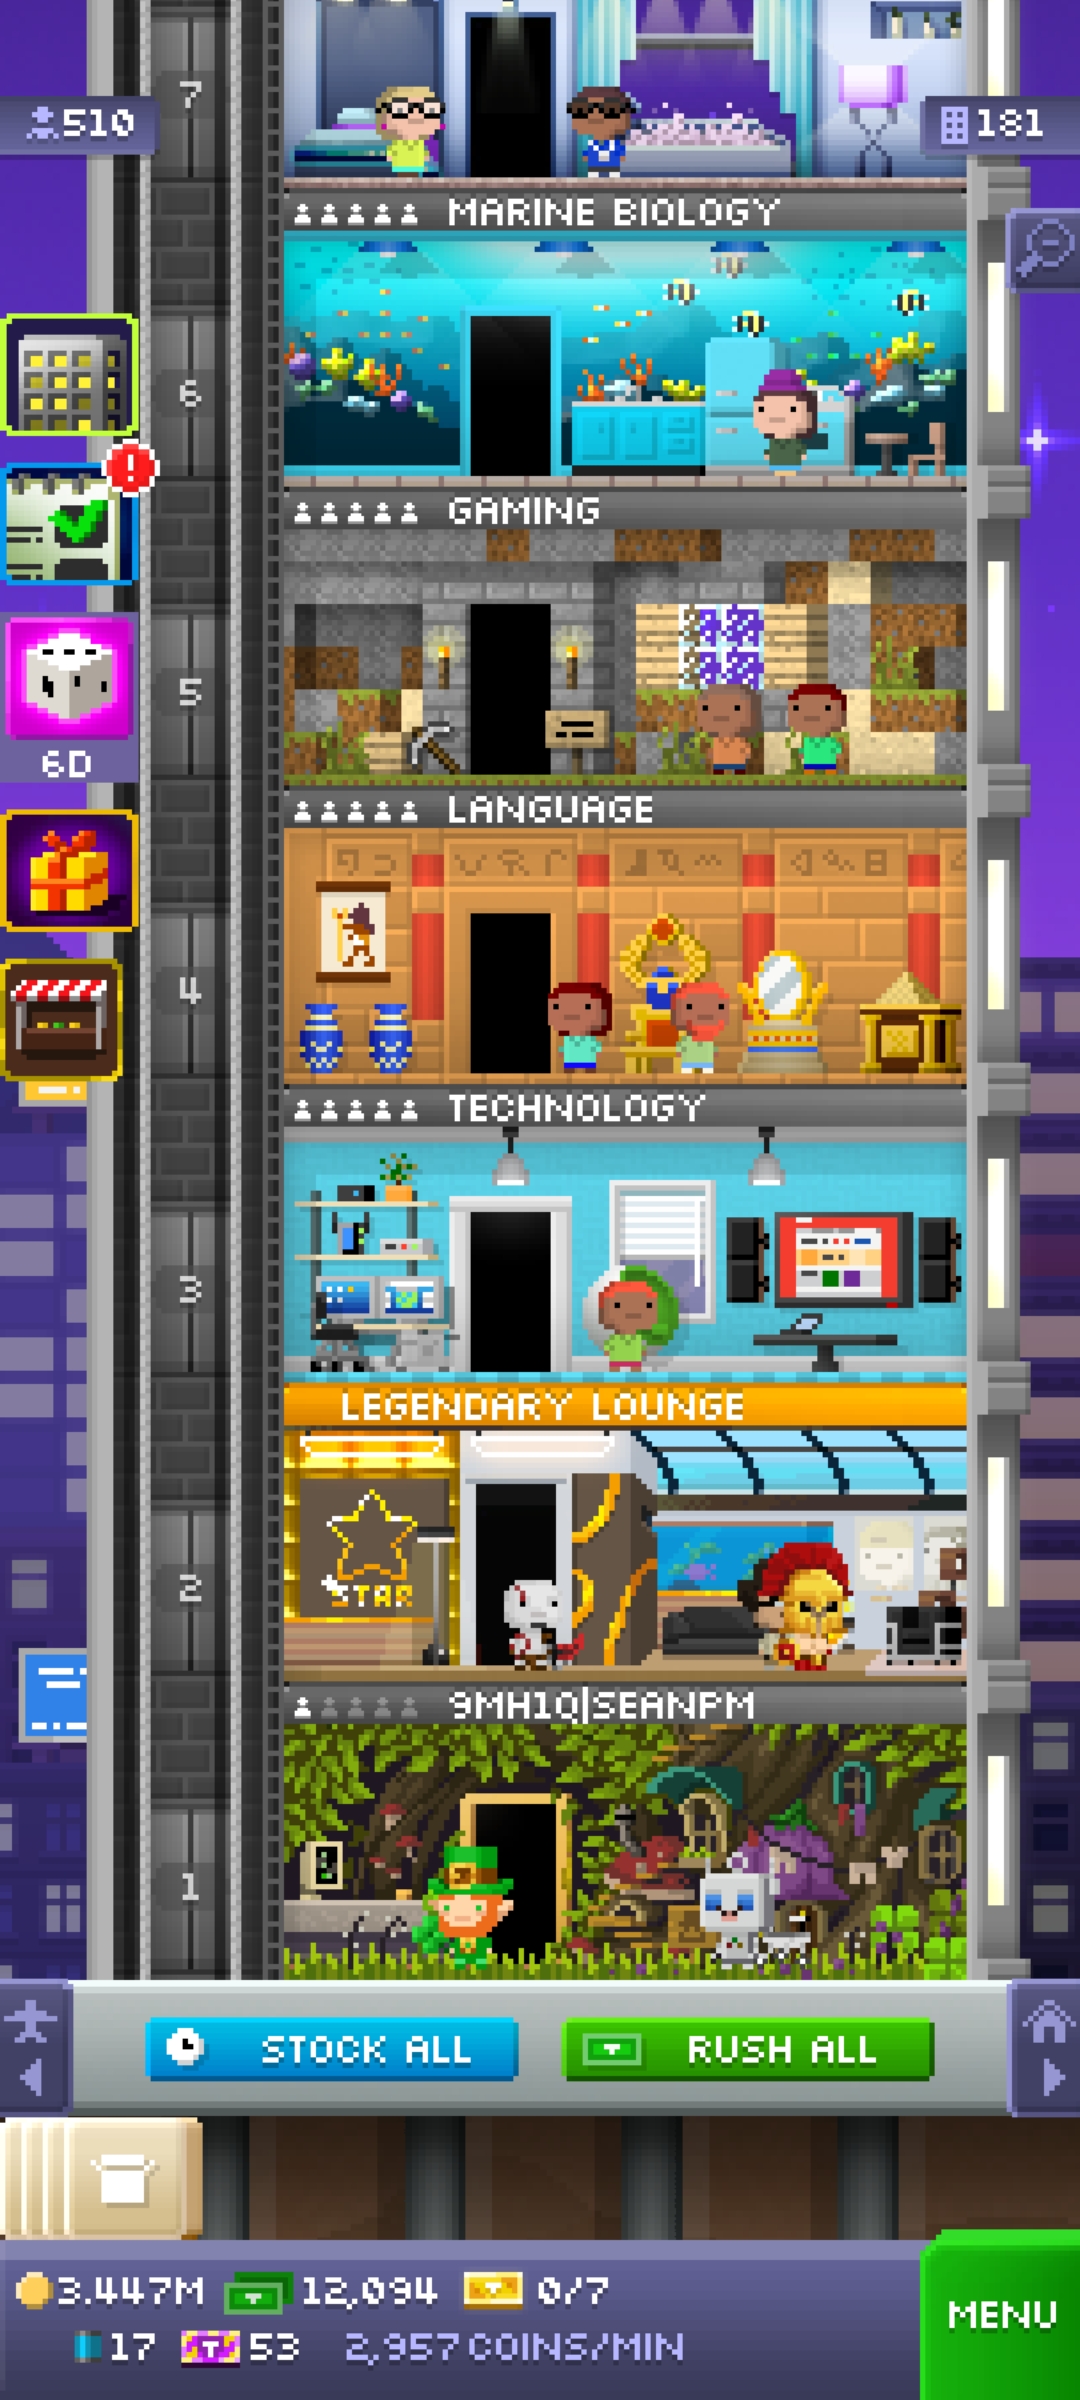 7
510
181
MARINE BIOLOGY
6
GAMING
5
6D
LANGUAGE
4
TECHNOLOGY
3
LEGENDARY LOUNGE
STAR
2
9MH1Q|SEANPM
1
STOCK ALL
RUSH ALL
3.447M
12,094
0/7
MENU
17
T
53
2,957 COINS/MIN